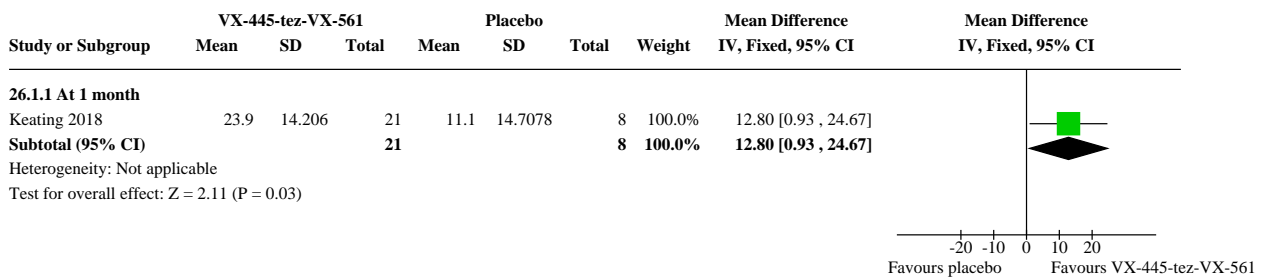 VX-445-tez-VX-561 Placebo Mean Difference Mean Difference
Study or Subgroup Mean SD Total Mean SD Total Weight IV, Fixed, 95% CI IV, Fixed, 95% CI
26.1.1 At 1 month
Keating 2018 23.9 14.206 21 11.1 14.7078 8 100.0% 12.80 [0.93 , 24.67]
Subtotal (95% CI) 21 8 100.0% 12.80 [0.93 , 24.67]
Heterogeneity: Not applicable
Test for overall effect: Z = 2.11 (P = 0.03)
-20 -10 0 10 20
Favours placebo Favours VX-445-tez-VX-561